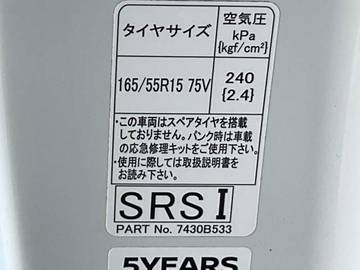 タイヤサイズ 空気圧
kPa
{kgf/cm²}
165/55R15 75V 240
{2.4}
・この車両はスペアタイヤを搭載
しておりません。パンク時は車載
の応急修理キットをご使用下さい。
・使用に際しては取扱説明書を
お読み下さい。
SRS I
PART No. 7430B533
5YEARS